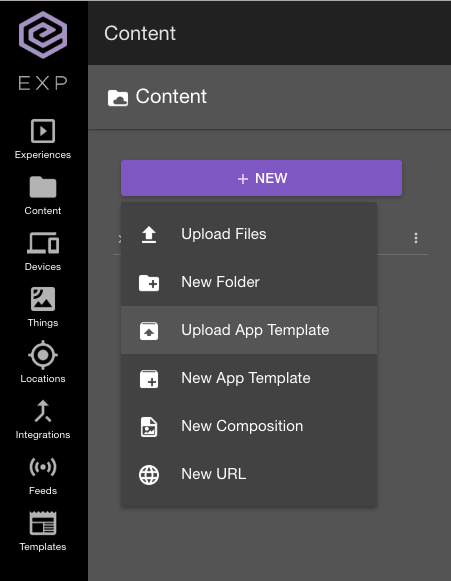 Content
EXP
Content
Experiences
Content
Devices
Things
Locations
Integrations
Feeds
Templates
+ NEW
Upload Files
New Folder
Upload App Template
New App Template
New Composition
New URL